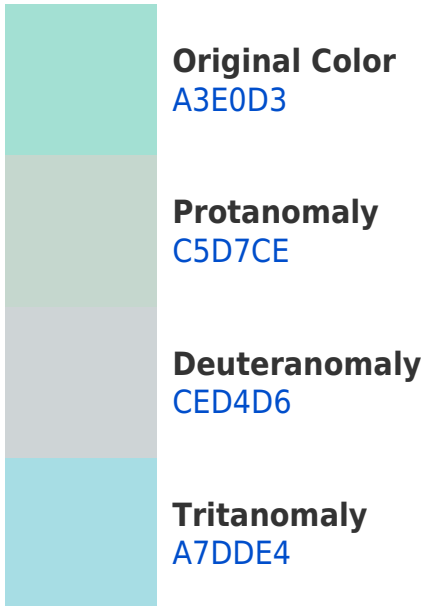 Original Color
A3E0D3
Protanomaly
C5D7CE
Deuteranomaly
CED4D6
Tritanomaly
A7DDE4